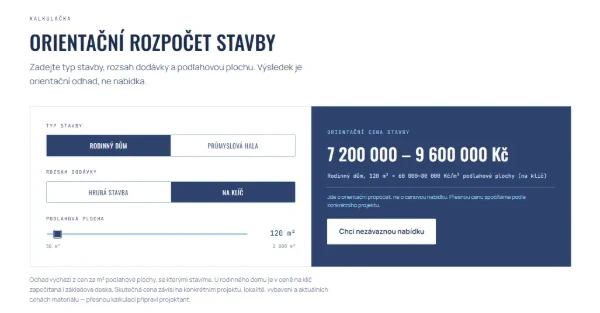 KALKULAČKA
ORIENTAČNÍ ROZPOČET STAVBY
Zadejte typ stavby, rozsah dodávky a podlahovou plochu. Výsledek je
orientační odhad, ne nabídka.
TYP STAVBY
RODINNÝ DŮM
PRŮMYSLOVÁ HALA
ROZSAH DODÁVKY
HRUBÁ STAVBA
NA KLÍČ
PODLAHOVÁ PLOCHA
120 m²
50 m²
2 000 m²
ORIENTAČNÍ CENA STAVBY
7 200 000 – 9 600 000 Kč
Rodinný dům, 120 m² × 60 000–80 000 Kč/m² podlahové plochy (na klíč)
Jde o orientační propočet, ne o cenovou nabídku. Přesnou cenu spočítáme podle
konkrétního projektu.
Chci nezávaznou nabídku
Odhad vychází z cen za m² podlahové plochy, se kterými stavíme. U rodinného domu je v ceně na klíč
započítaná i základová deska. Skutečná cena závisí na konkrétním projektu, lokalitě, vybavení a aktuálních
cenách materiálu — přesnou kalkulaci připraví projektant.